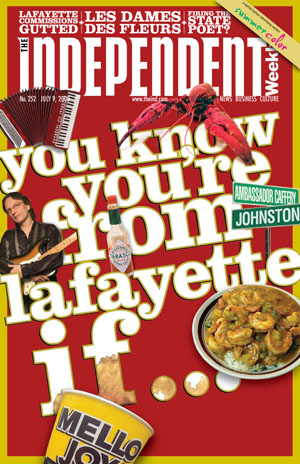 LAFAYETTE COMMISSIONS GUTTED
LES DAMES DES FLEURS
FIRING THE STATE POET?
summer color
THE INDEPENDENT Weekly
No. 252 JULY 9,
www.theind.com
NEWS BUSINESS CULTURE
you know
you're
from
lafayette
if...
AMBASSADOR CAFFERY
JOHNSTON
TABASCO
MELLO
JOY